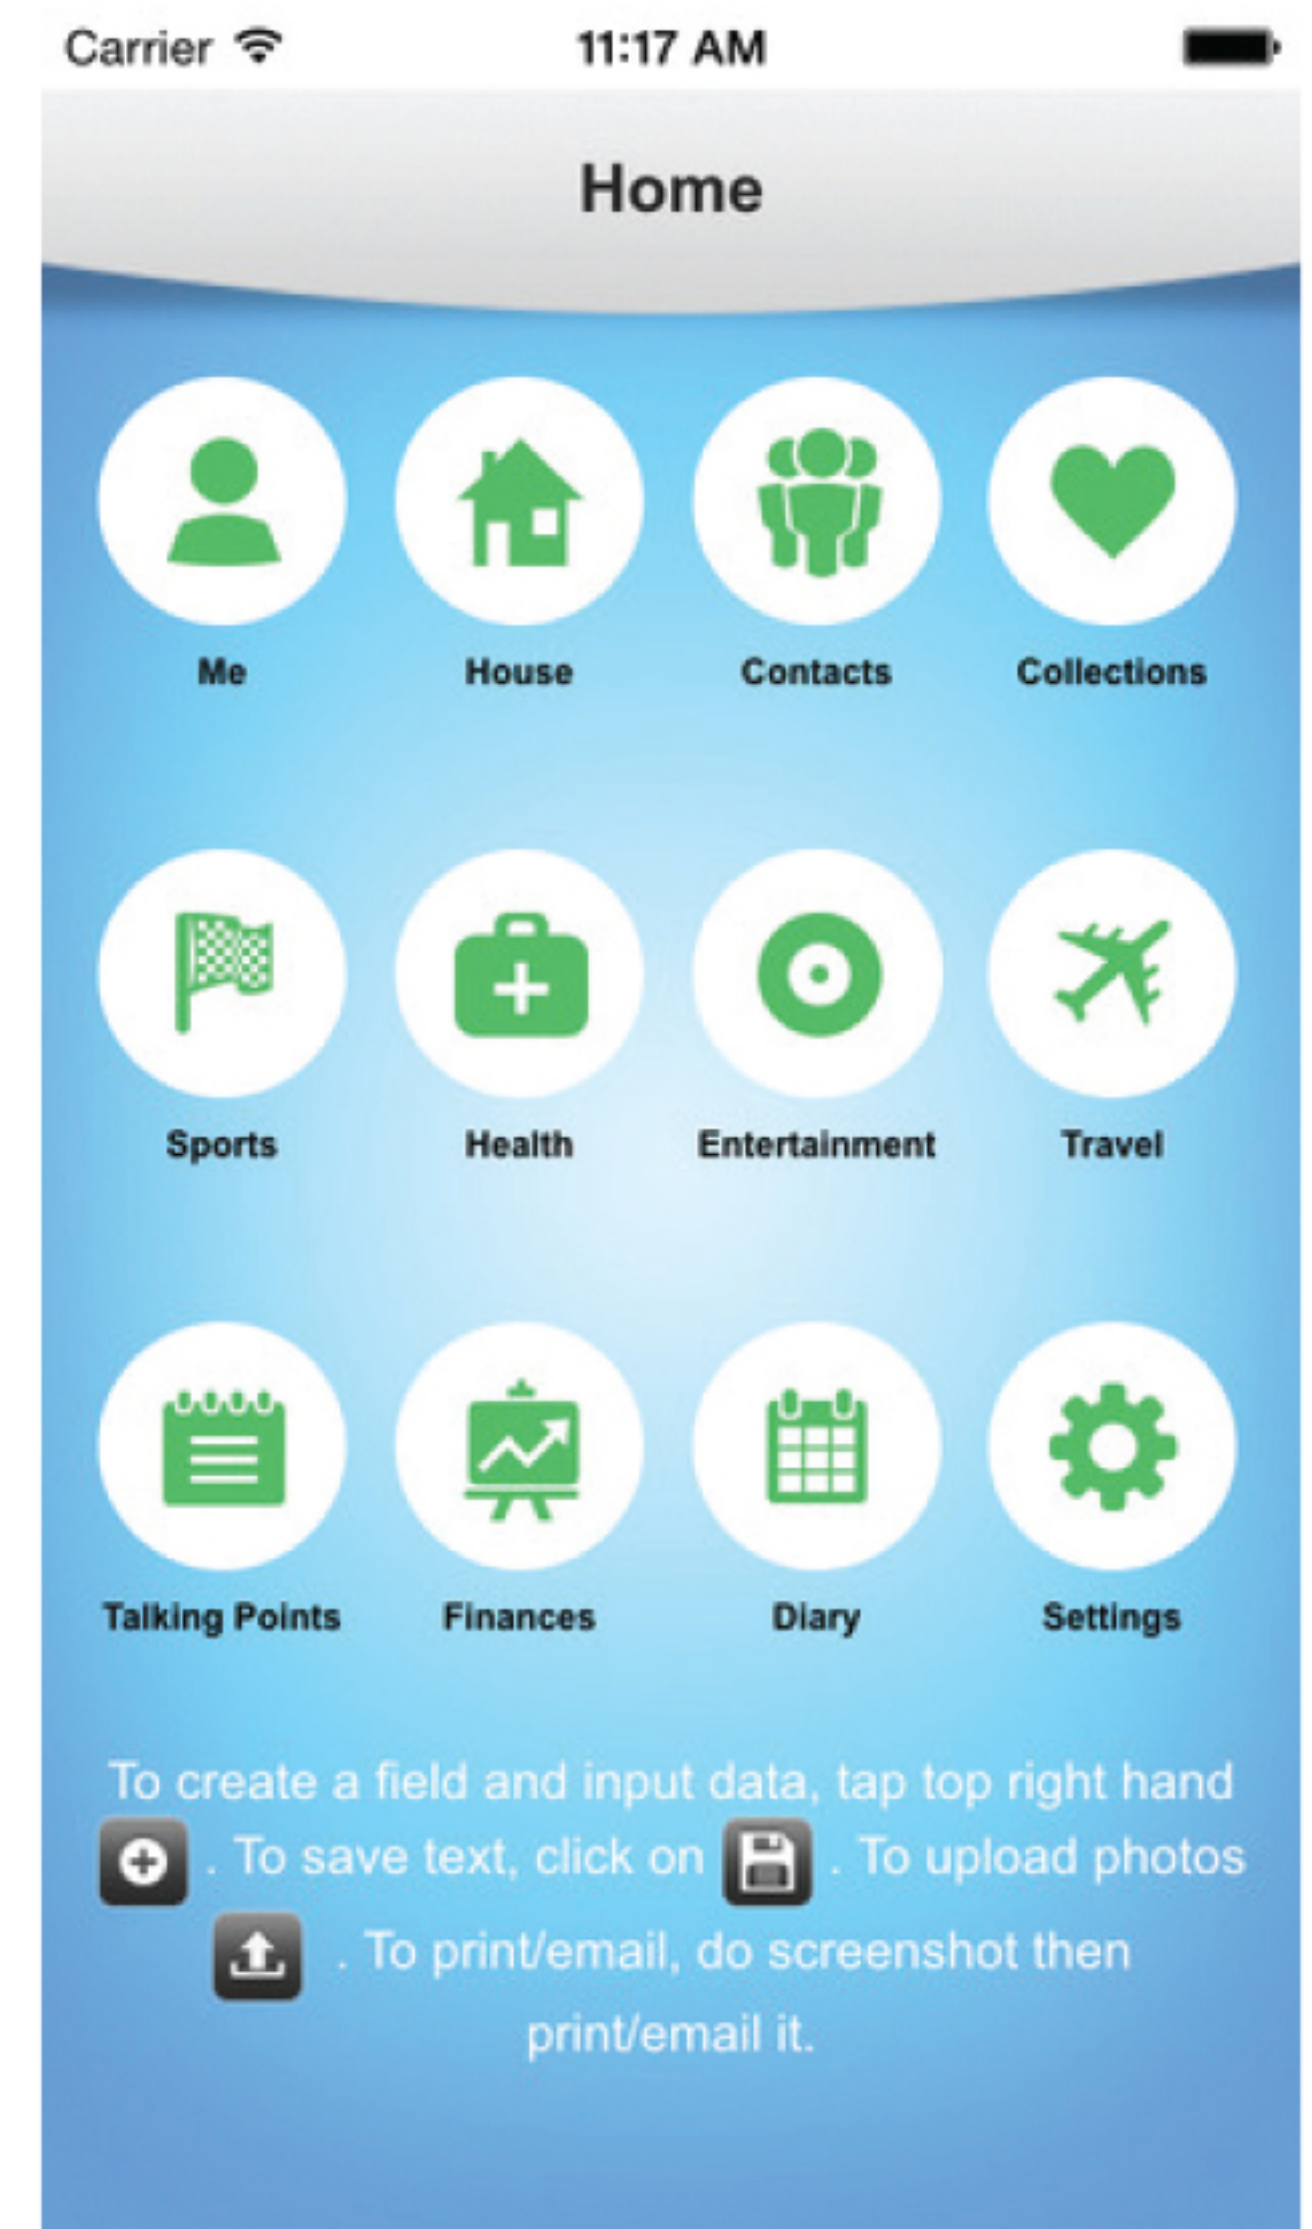 Carrier 11:17 AM
Home
Me House Contacts Collections
Sports Health Entertainment Travel
Talking Points Finances Diary Settings
To create a field and input data, tap top right hand
. To save text, click on . To upload photos
. To print/email, do screenshot then
print/email it.